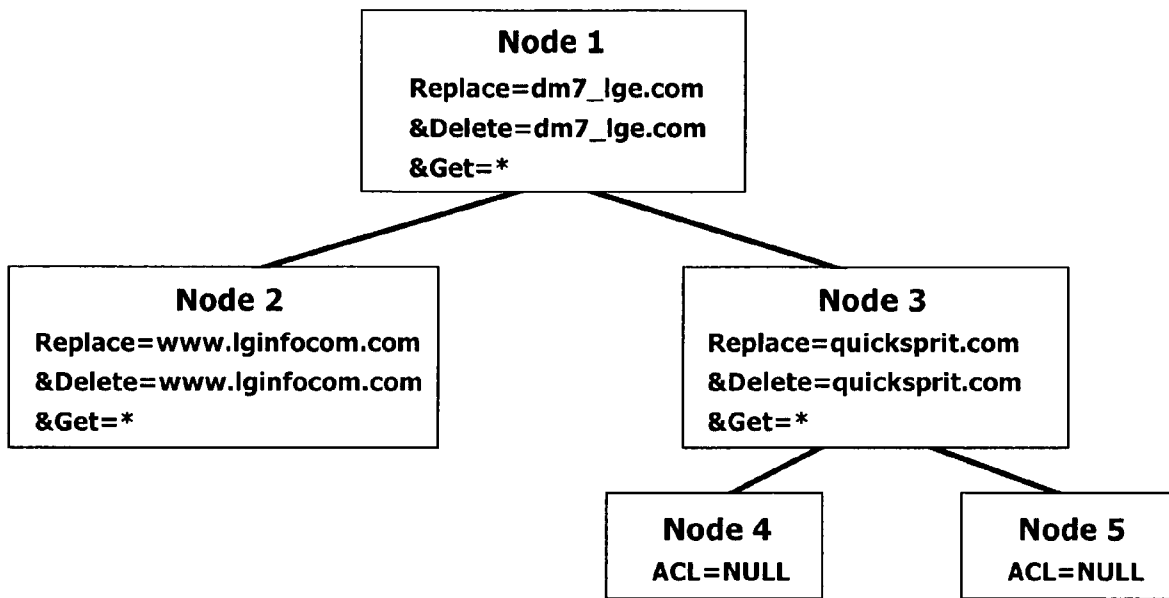 Node 1
Replace=dm7_lge.com
&Delete=dm7_lge.com
&Get=*
Node 2
Replace=www.lginfocom.com
&Delete=www.lginfocom.com
&Get=*
Node 3
Replace=quicksprit.com
&Delete=quicksprit.com
&Get=*
Node 4
ACL=NULL
Node 5
ACL=NULL